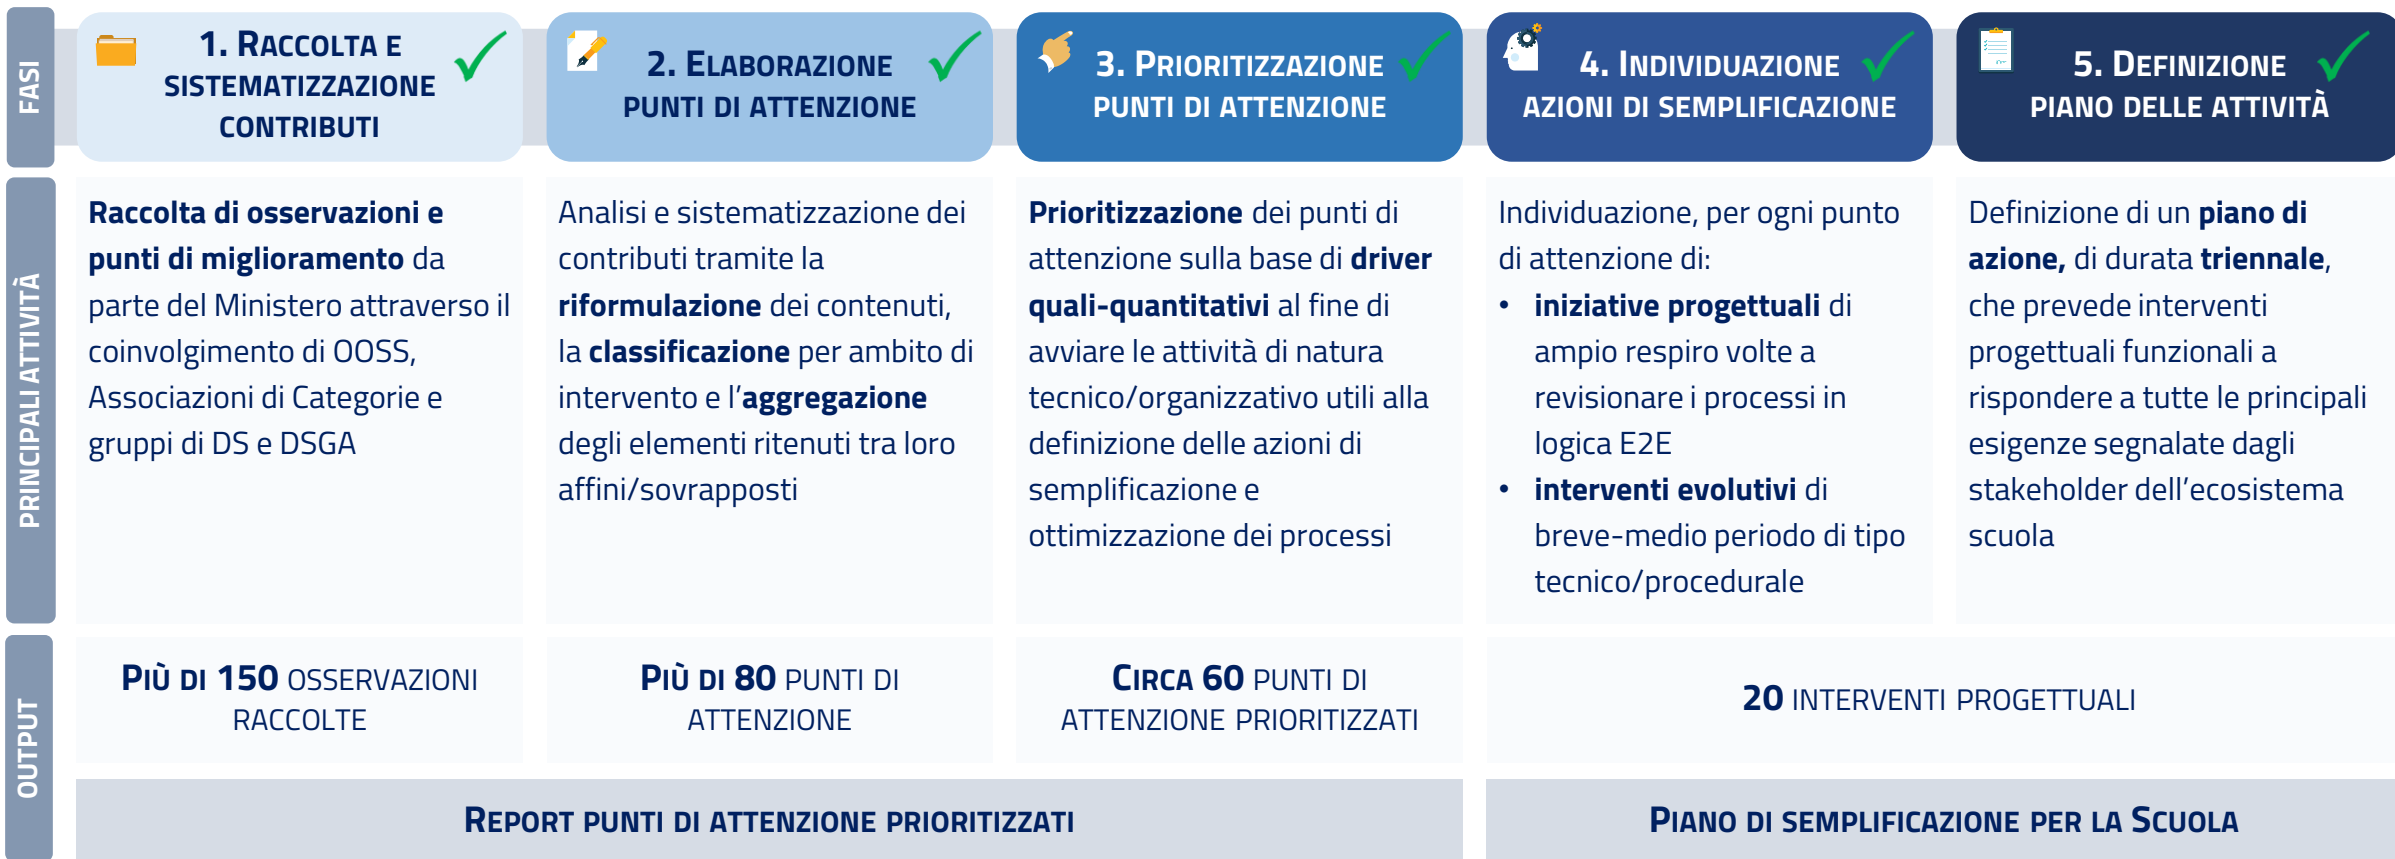 FASI
1. Raccolta e
sistematizzazione
contributi
2. Elaborazione
punti di attenzione
3. Prioritizzazione
punti di attenzione
4. Individuazione
azioni di semplificazione
5. Definizione
piano delle attività
PRINCIPALI ATTIVITÀ
Raccolta di osservazioni e
punti di miglioramento da
parte del Ministero attraverso il
coinvolgimento di OOSS,
Associazioni di Categorie e
gruppi di DS e DSGA
Analisi e sistematizzazione dei
contributi tramite la
riformulazione dei contenuti,
la classificazione per ambito di
intervento e l’aggregazione
degli elementi ritenuti tra loro
affini/sovrapposti
Prioritizzazione dei punti di
attenzione sulla base di driver
quali-quantitativi al fine di
avviare le attività di natura
tecnico/organizzativo utili alla
definizione delle azioni di
semplificazione e
ottimizzazione dei processi
Individuazione, per ogni punto
di attenzione di:
• iniziative progettuali di
ampio respiro volte a
revisionare i processi in
logica E2E
• interventi evolutivi di
breve-medio periodo di tipo
tecnico/procedurale
Definizione di un piano di
azione, di durata triennale,
che prevede interventi
progettuali funzionali a
rispondere a tutte le principali
esigenze segnalate dagli
stakeholder dell’ecosistema
scuola
OUTPUT
Più di 150 osservazioni
raccolte
Più di 80 punti di
attenzione
Circa 60 punti di
attenzione prioritizzati
20 interventi progettuali
Report punti di attenzione prioritizzati
Piano di semplificazione per la Scuola